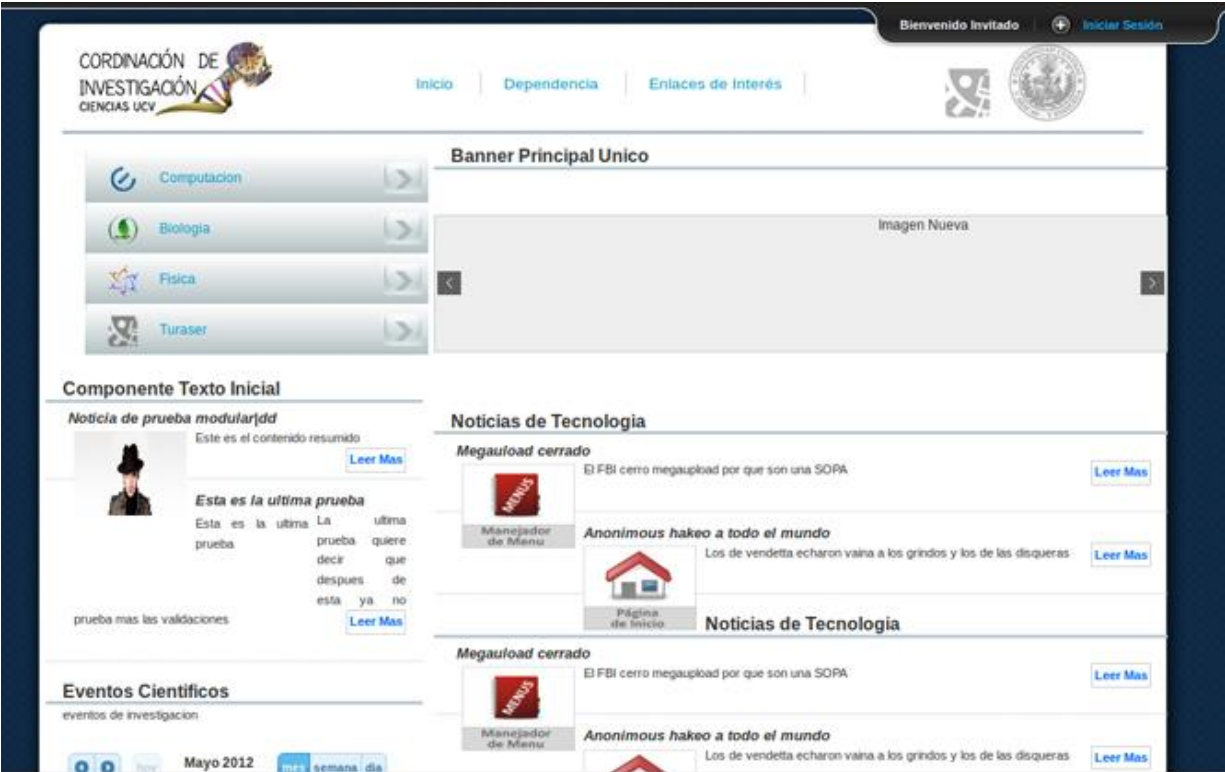 Bienvenido Invitado
Iniciar Sesión
CORDINACIÓN DE
INVESTIGACIÓN
CIENCIAS UCV
Inicio
Dependencia
Enlaces de Interés
Computacion
Biologia
Fisica
Turaser
Banner Principal Unico
Imagen Nueva
Componente Texto Inicial
Noticia de prueba modular|dd
Este es el contenido resumido
Leer Mas
Esta es la ultima prueba
Esta es la ultima
prueba
La ultima
prueba quiere
decir que
despues de
esta ya no
prueba mas las validaciones
Leer Mas
Eventos Cientificos
eventos de investigacion
hoy
Mayo 2012
mes semana dia
Noticias de Tecnologia
Megauload cerrado
El FBI cerro megaupload por que son una SOPA
Leer Mas
MENUS
Manejador
de Menu
Anonimous hakeo a todo el mundo
Los de vendetta echaron vaina a los grindos y los de las disqueras
Leer Mas
Página
de Inicio
Noticias de Tecnologia
Megauload cerrado
El FBI cerro megaupload por que son una SOPA
Leer Mas
MENUS
Manejador
de Menu
Anonimous hakeo a todo el mundo
Los de vendetta echaron vaina a los grindos y los de las disqueras
Leer Mas